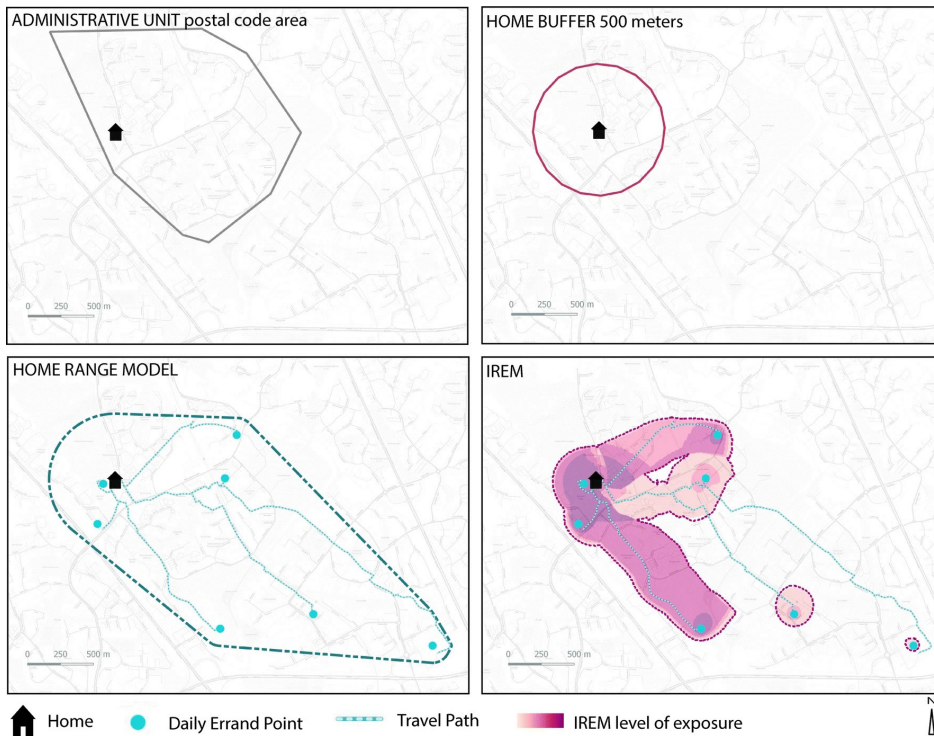 ADMINISTRATIVE UNIT postal code area
HOME BUFFER 500 meters
0 250 500 m
0 250 500 m
HOME RANGE MODEL
IREM
0 250 500 m
0 250 500 m
Home
Daily Errand Point
Travel Path
IREM level of exposure
N